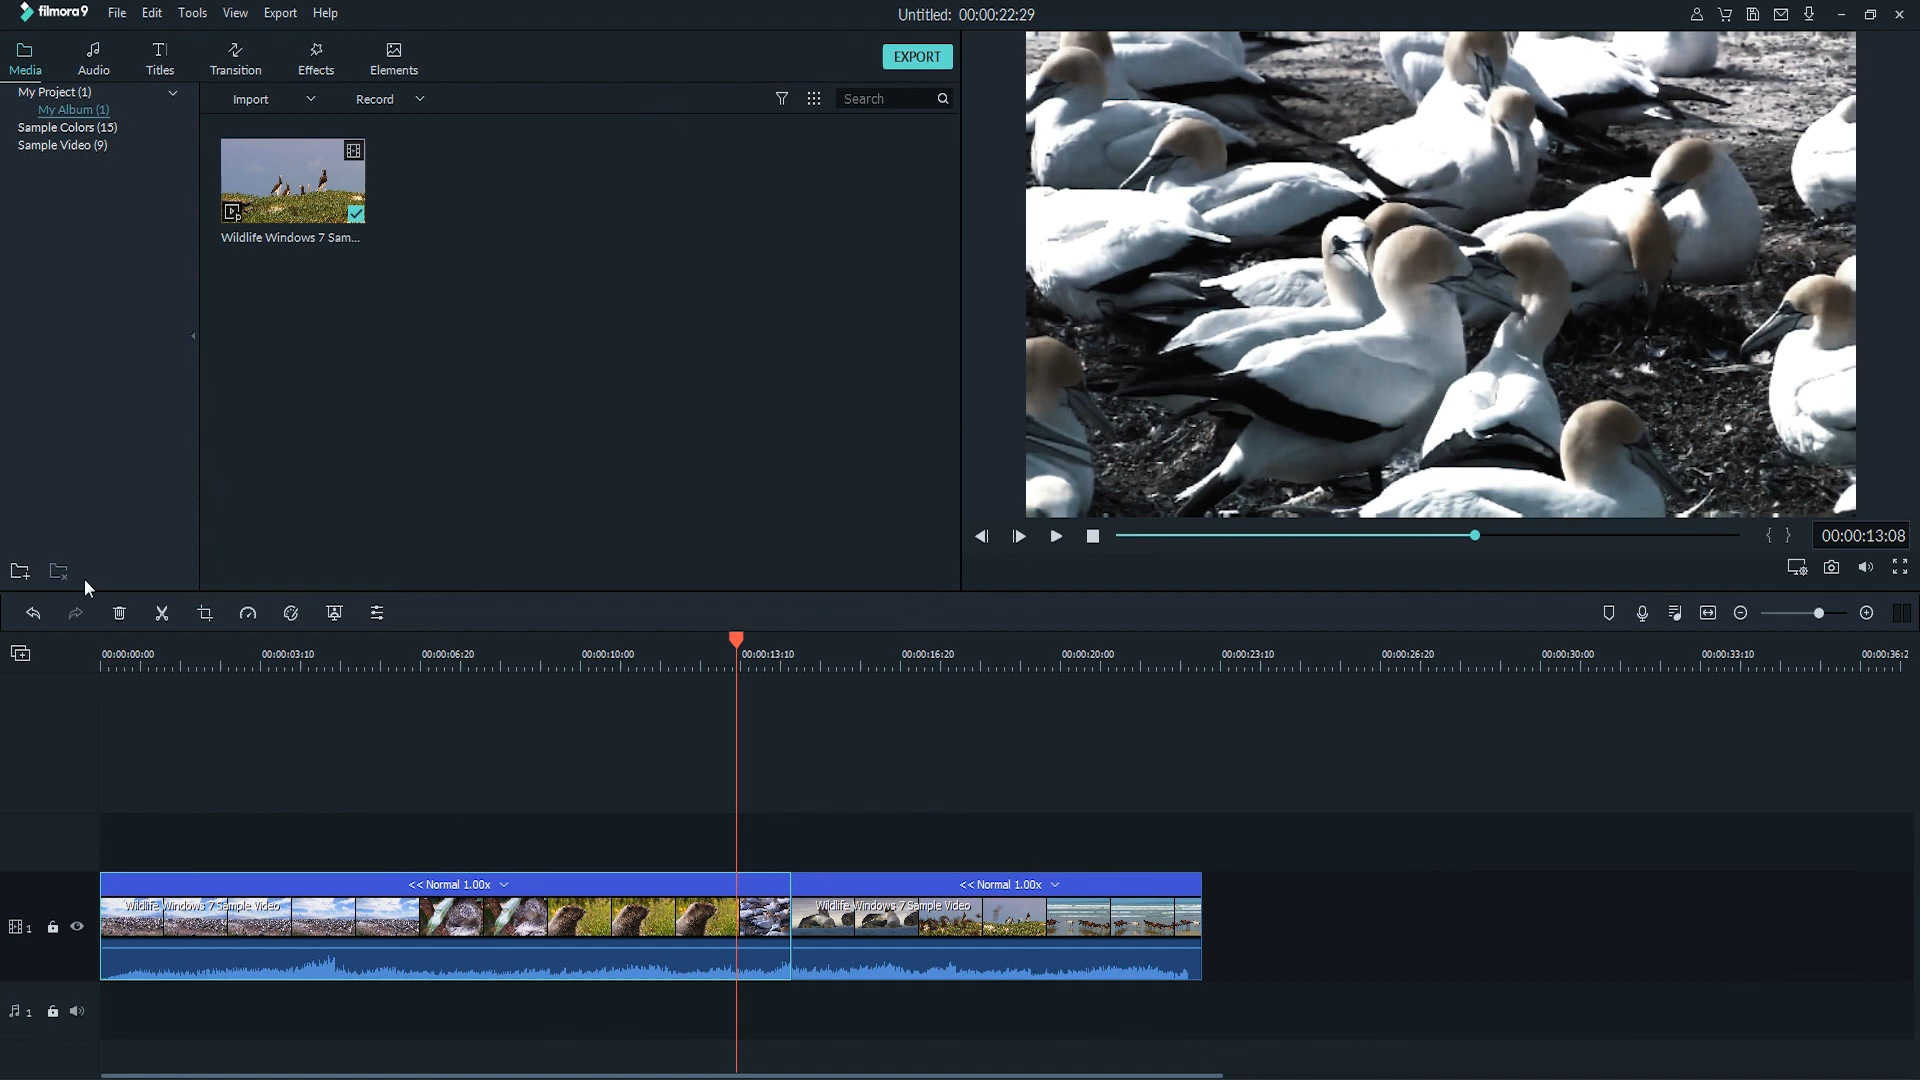 filmora9 File Edit Tools View Export Help Untitled: 00:00:22:29
Media Audio Titles Transition Effects Elements EXPORT
My Project (1)
My Album (1)
Sample Colors (15)
Sample Video (9)
Import Record Search
Wildlife Windows 7 Sam...
00:00:13:08
00:00:00:00 00:00:03:10 00:00:06:20 00:00:10:00 00:00:13:10 00:00:16:20 00:00:20:00 00:00:23:10 00:00:26:20 00:00:30:00 00:00:33:10 00:00:36:2
<< Normal 1.00x << Normal 1.00x
Wildlife Windows 7 Sample Video Wildlife Windows 7 Sample Video
1
1